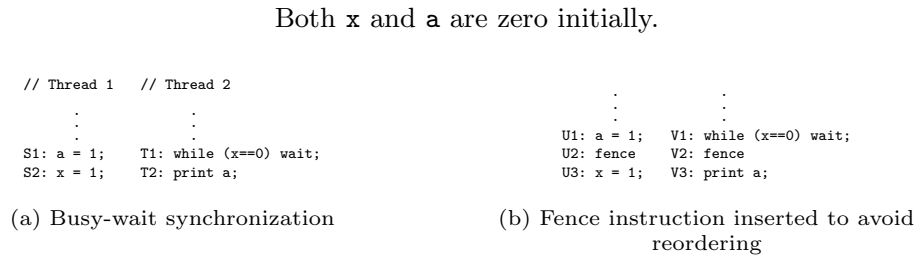 Both x and a are zero initially.
// Thread 1 // Thread 2
. .
. .
. .
S1: a = 1; T1: while (x==0) wait;
S2: x = 1; T2: print a;
(a) Busy-wait synchronization
. .
. .
. .
U1: a = 1; V1: while (x==0) wait;
U2: fence V2: fence
U3: x = 1; V3: print a;
(b) Fence instruction inserted to avoid
reordering